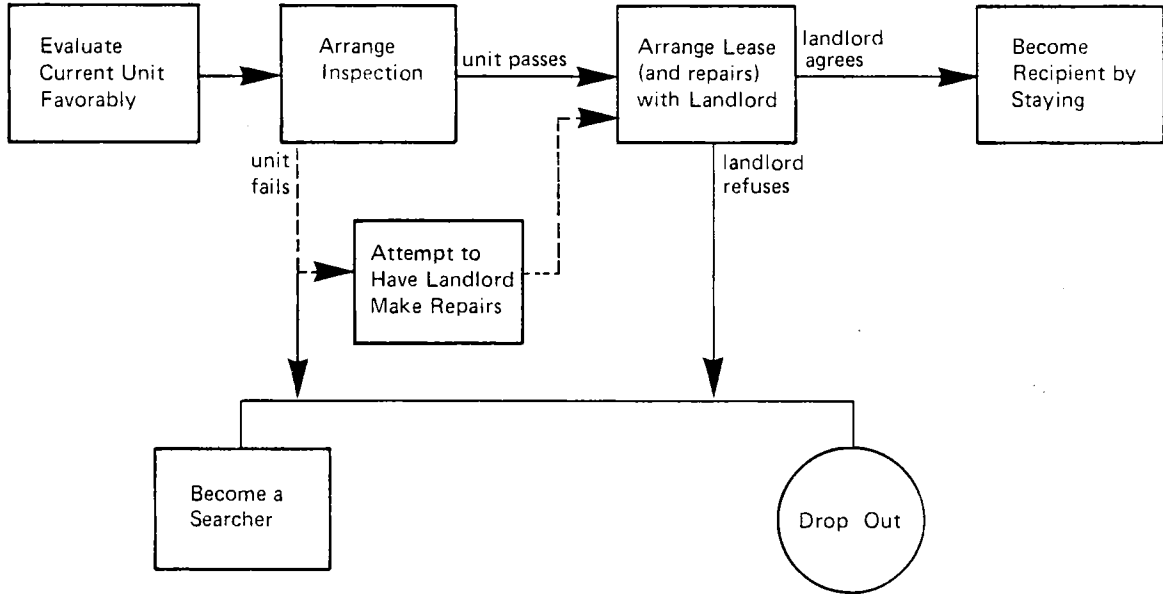 Evaluate
Current Unit
Favorably
Arrange
Inspection
unit passes
Arrange Lease
(and repairs)
with Landlord
landlord
agrees
Become
Recipient by
Staying
unit
fails
landlord
refuses
Attempt to
Have Landlord
Make Repairs
Become a
Searcher
Drop Out